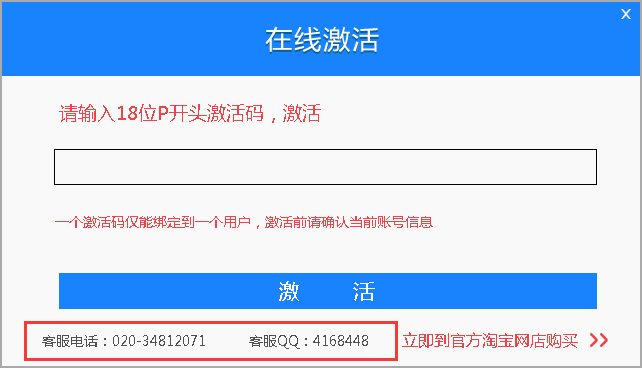 x
在线激活
请输入18位P开头激活码，激活
一个激活码仅能绑定到一个用户，激活前请确认当前账号信息
激 活
客服电话：020-34812071 客服QQ：4168448 立即到官方淘宝网店购买 >>